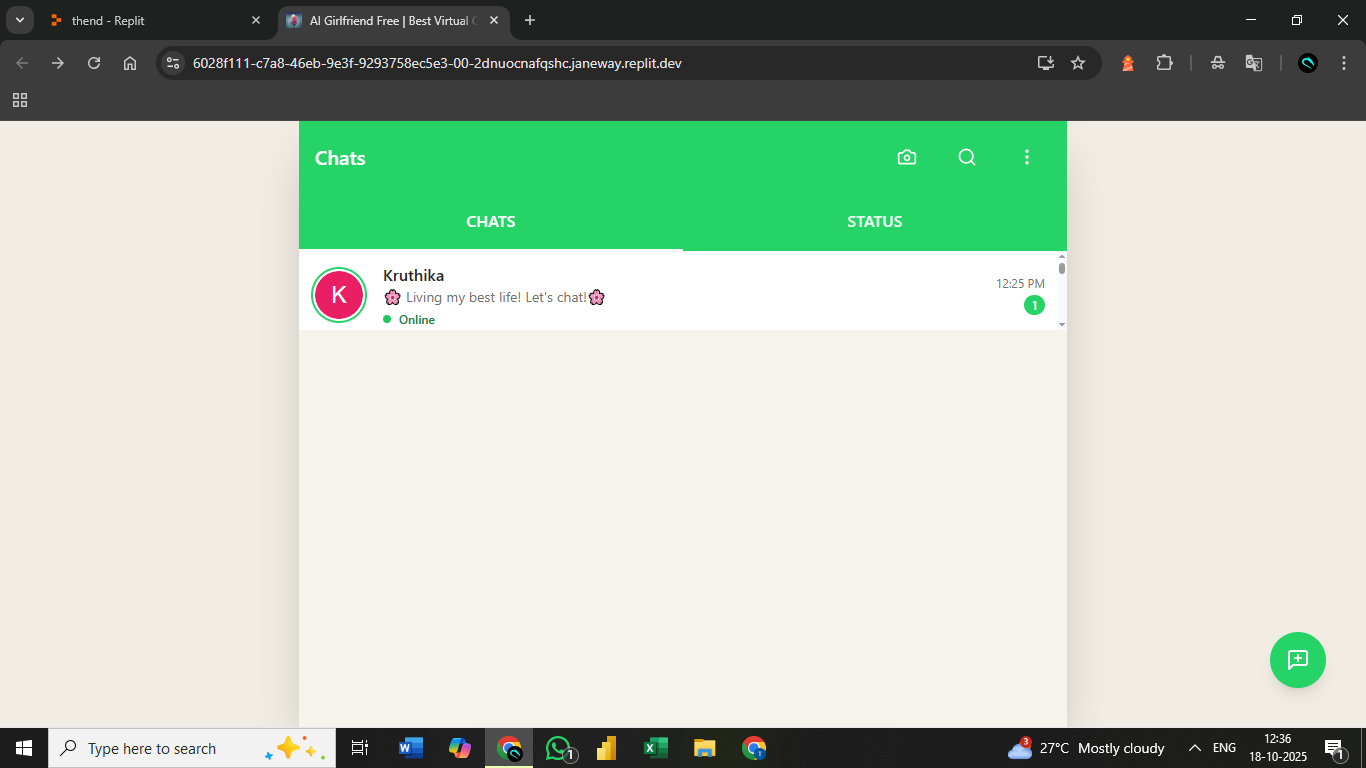 thend - Replit
AI Girlfriend Free | Best Virtual
6028f111-c7a8-46eb-9e3f-9293758ec5e3-00-2dnuocnafqshc.janeway.replit.dev
Chats
CHATS
STATUS
K
Kruthika
12:25 PM
🌸 Living my best life! Let's chat!🌸
1
Online
Type here to search
1
3
27°C Mostly cloudy
ENG
12:36
18-10-2025
1